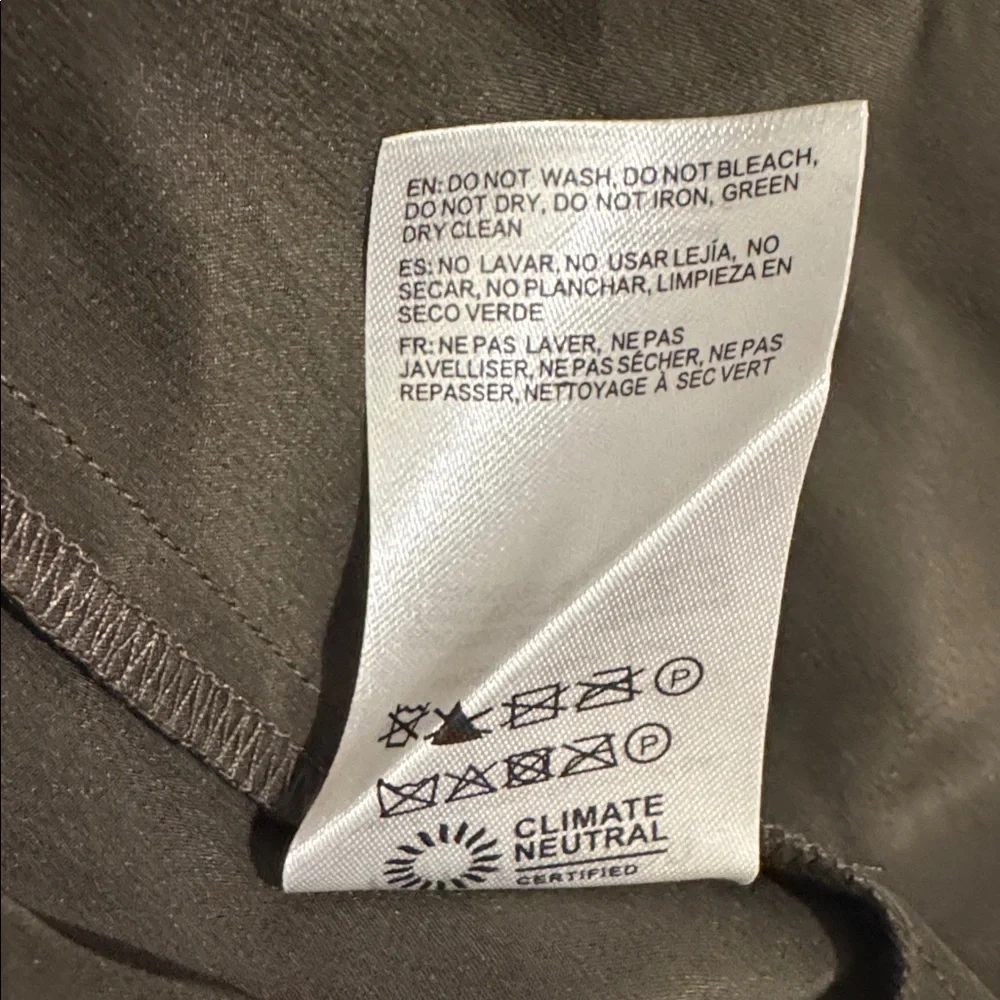 EN: DO NOT WASH, DO NOT BLEACH,
DO NOT DRY, DO NOT IRON, GREEN
DRY CLEAN
ES: NO LAVAR, NO USAR LEJÍA, NO
SECAR, NO PLANCHAR, LIMPIEZA EN
SECO VERDE
FR: NE PAS LAVER, NE PAS
JAVELLISER, NE PAS SÉCHER, NE PAS
REPASSER, NETTOYAGE À SEC VERT
P
P
CLIMATE
NEUTRAL
CERTIFIED